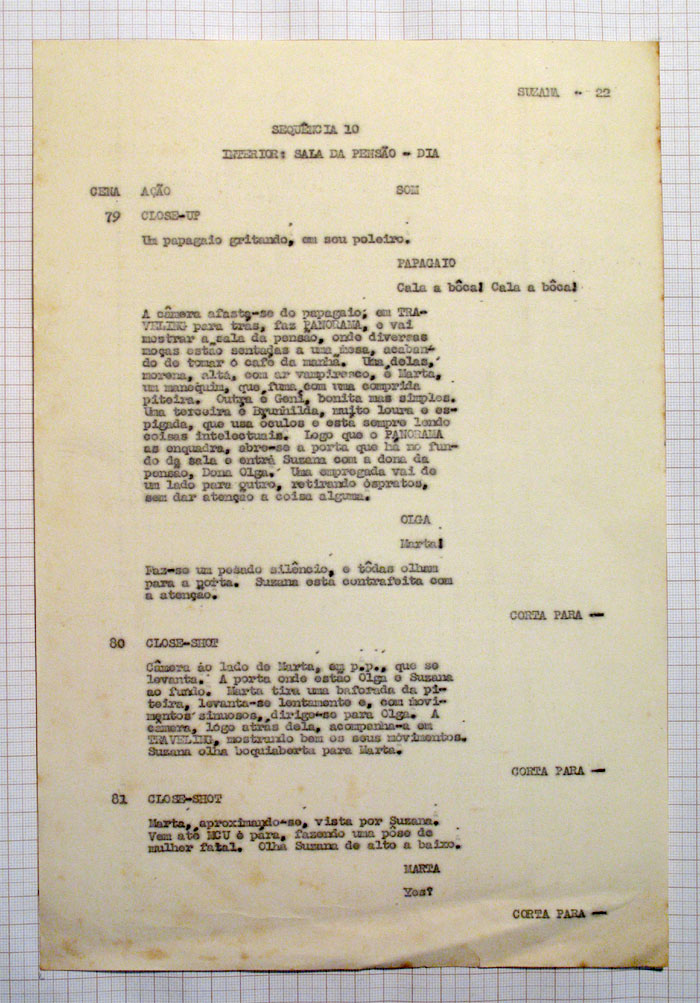 SUZANA - 22
SEQUÊNCIA 10
INTERIOR: SALA DA PENSÃO - DIA
CENA AÇÃO SOM
79 CLOSE-UP
Um papagaio gritando, em seu poleiro.
PAPAGAIO
Cala a bôca! Cala a bôca!
A câmera afasta-se do papagaio; em TRA-
VELING para trás, faz PANORAMA, e vai
mostrar a sala da pensão, onde diversas
moças estão sentadas a uma mesa, acaban-
do de tomar o café da manhã. Uma delas,
morena, alta, com ar vampiresco, é Marta,
um manequim, que fuma com uma comprida
piteira. Outra é Geni, bonita mas simples.
Uma terceira é Brunhilda, muito loura e es-
pigada, que usa óculos e está sempre lendo
coisas intelectuais. Logo que o PANORAMA
as enquadra, abre-se a porta que há no fun-
do da sala e entra Suzana com a dona da
pensão, Dona Olga. Uma empregada vai de
um lado para outro, retirando ospratos,
sem dar atenção a coisa alguma.
OLGA
Marta!
Faz-se um pesado silêncio, e tôdas olham
para a porta. Suzana está contrafeita com
a atenção.
CORTA PARA -
80 CLOSE-SHOT
Câmera ao lado de Marta, em p.p., que se
levanta. A porta onde estão Olga e Suzana
ao fundo. Marta tira uma baforada da pi-
teira, levanta-se lentamente e, com movi-
mentos sinuosos, dirige-se para Olga. A
câmera, logo atrás dela, acompanha-a em
TRAVELING, mostrando bem os seus movimentos.
Suzana olha boquiaberta para Marta.
CORTA PARA -
81 CLOSE-SHOT
Marta, aproximando-se, vista por Suzana.
Vem até MCU e para, fazendo uma pôse de
mulher fatal. Olha Suzana de alto a baixo.
MARTA
Yes?
CORTA PARA -